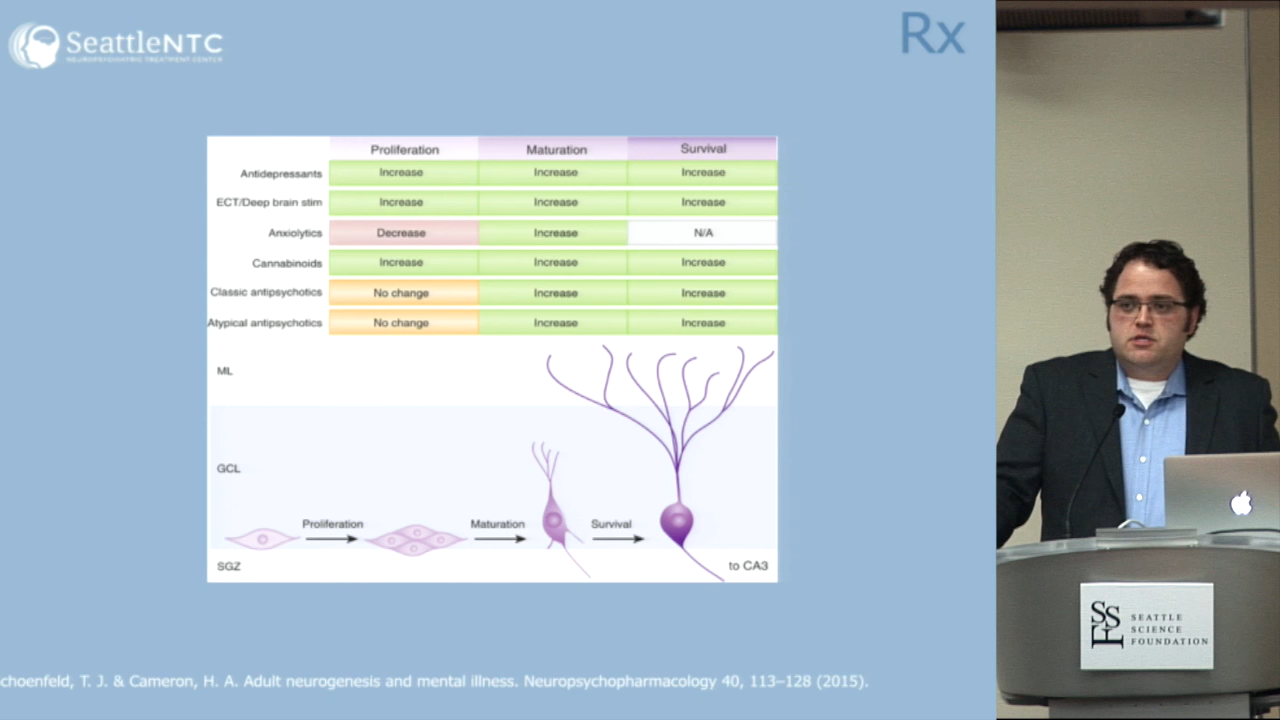 SeattleNTC
NEUROPSYCHIATRIC TREATMENT CENTER
Rx
Proliferation Maturation Survival
Antidepressants Increase Increase Increase
ECT/Deep brain stim Increase Increase Increase
Anxiolytics Decrease Increase N/A
Cannabinoids Increase Increase Increase
Classic antipsychotics No change Increase Increase
Atypical antipsychotics No change Increase Increase
ML
GCL
Proliferation Maturation Survival
SGZ to CA3
choenfeld, T. J. & Cameron, H. A. Adult neurogenesis and mental illness. Neuropsychopharmacology 40, 113–128 (2015).
SSF
SEATTLE
SCIENCE
FOUNDATION